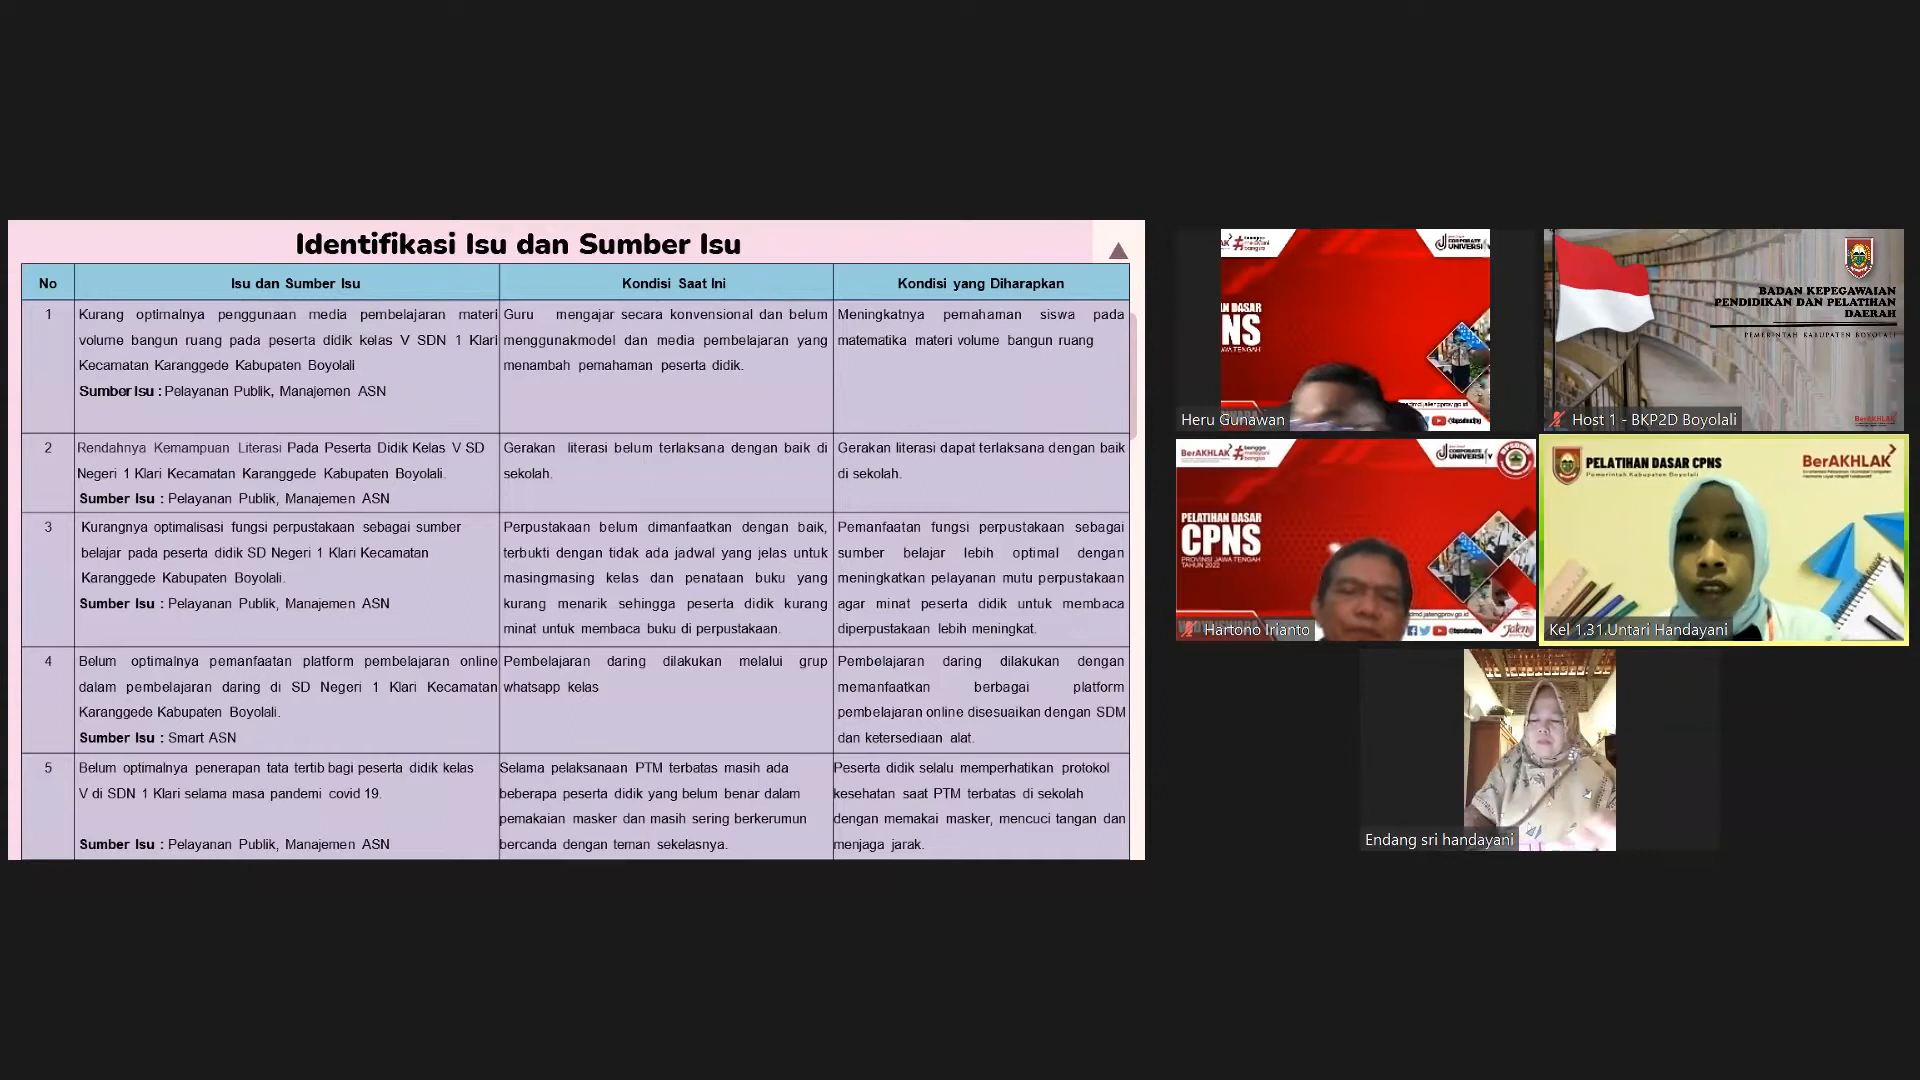 Identifikasi Isu dan Sumber Isu
No
Isu dan Sumber Isu
Kondisi Saat Ini
Kondisi yang Diharapkan
1
Kurang optimalnya penggunaan media pembelajaran materi
volume bangun ruang pada peserta didik kelas V SDN 1 Klari
Kecamatan Karanggede Kabupaten Boyolali
Sumber Isu : Pelayanan Publik, Manajemen ASN
Guru mengajar secara konvensional dan belum
menggunakmodel dan media pembelajaran yang
menambah pemahaman peserta didik.
Meningkatnya pemahaman siswa pada
matematika materi volume bangun ruang
2
Rendahnya Kemampuan Literasi Pada Peserta Didik Kelas V SD
Negeri 1 Klari Kecamatan Karanggede Kabupaten Boyolali.
Sumber Isu : Pelayanan Publik, Manajemen ASN
Gerakan literasi belum terlaksana dengan baik di
sekolah.
Gerakan literasi dapat terlaksana dengan baik
di sekolah.
3
Kurangnya optimalisasi fungsi perpustakaan sebagai sumber
belajar pada peserta didik SD Negeri 1 Klari Kecamatan
Karanggede Kabupaten Boyolali.
Sumber Isu : Pelayanan Publik, Manajemen ASN
Perpustakaan belum dimanfaatkan dengan baik,
terbukti dengan tidak ada jadwal yang jelas untuk
masingmasing kelas dan penataan buku yang
kurang menarik sehingga peserta didik kurang
minat untuk membaca buku di perpustakaan.
Pemanfaatan fungsi perpustakaan sebagai
sumber belajar lebih optimal dengan
meningkatkan pelayanan mutu perpustakaan
agar minat peserta didik untuk membaca
diperpustakaan lebih meningkat.
4
Belum optimalnya pemanfaatan platform pembelajaran online
dalam pembelajaran daring di SD Negeri 1 Klari Kecamatan
Karanggede Kabupaten Boyolali.
Sumber Isu : Smart ASN
Pembelajaran daring dilakukan melalui grup
whatsapp kelas
Pembelajaran daring dilakukan dengan
memanfaatkan berbagai platform
pembelajaran online disesuaikan dengan SDM
dan ketersediaan alat.
5
Belum optimalnya penerapan tata tertib bagi peserta didik kelas
V di SDN 1 Klari selama masa pandemi covid 19.
Sumber Isu : Pelayanan Publik, Manajemen ASN
Selama pelaksanaan PTM terbatas masih ada
beberapa peserta didik yang belum benar dalam
pemakaian masker dan masih sering berkerumun
bercanda dengan teman sekelasnya.
Peserta didik selalu memperhatikan protokol
kesehatan saat PTM terbatas di sekolah
dengan memakai masker, mencuci tangan dan
menjaga jarak.
CORPORATE
UNIVERSI
N DASAR
NS
Heru Gunawan
BADAN KEPEGAWAIAN
PENDIDIKAN DAN PELATIHAN
DAERAH
PEMERINTAH KABUPATEN BOYOLALI
BerAKHLAK
Host 1 - BKP2D Boyolali
BerAKHLAK
bangga
melayani
bangsa
CORPORATE
UNIVERSI
PELATIHAN DASAR
CPNS
PROVINSI JAWA TENGAH
TAHUN 2022
Jateng
Hartono Irianto
PELATIHAN DASAR CPNS
Pemerintah Kabupaten Boyolali
BerAKHLAK
Kel 1.31.Untari Handayani
Endang sri handayani